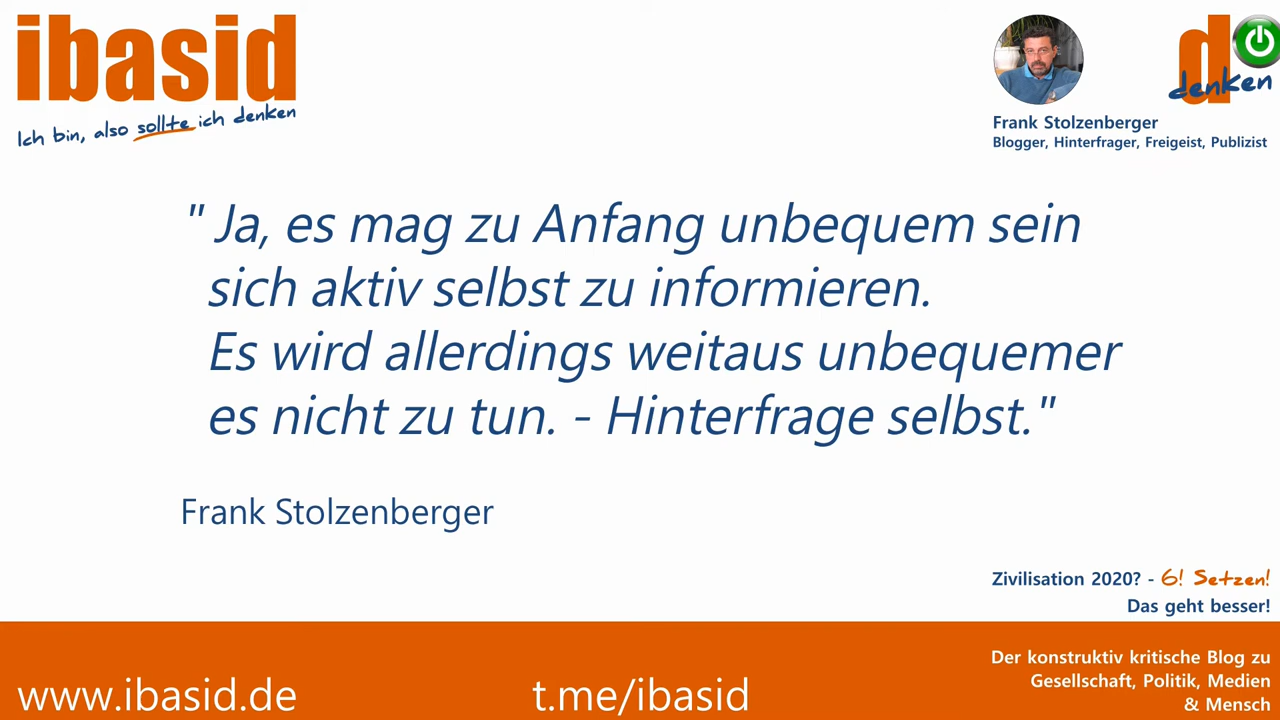 ibasid
Ich bin, also sollte ich denken
d
denken
Frank Stolzenberger
Blogger, Hinterfrager, Freigeist, Publizist
" Ja, es mag zu Anfang unbequem sein
sich aktiv selbst zu informieren.
Es wird allerdings weitaus unbequemer
es nicht zu tun. - Hinterfrage selbst."
Frank Stolzenberger
Zivilisation 2020? - 6! Setzen!
Das geht besser!
www.ibasid.de
t.me/ibasid
Der konstruktiv kritische Blog zu
Gesellschaft, Politik, Medien
& Mensch